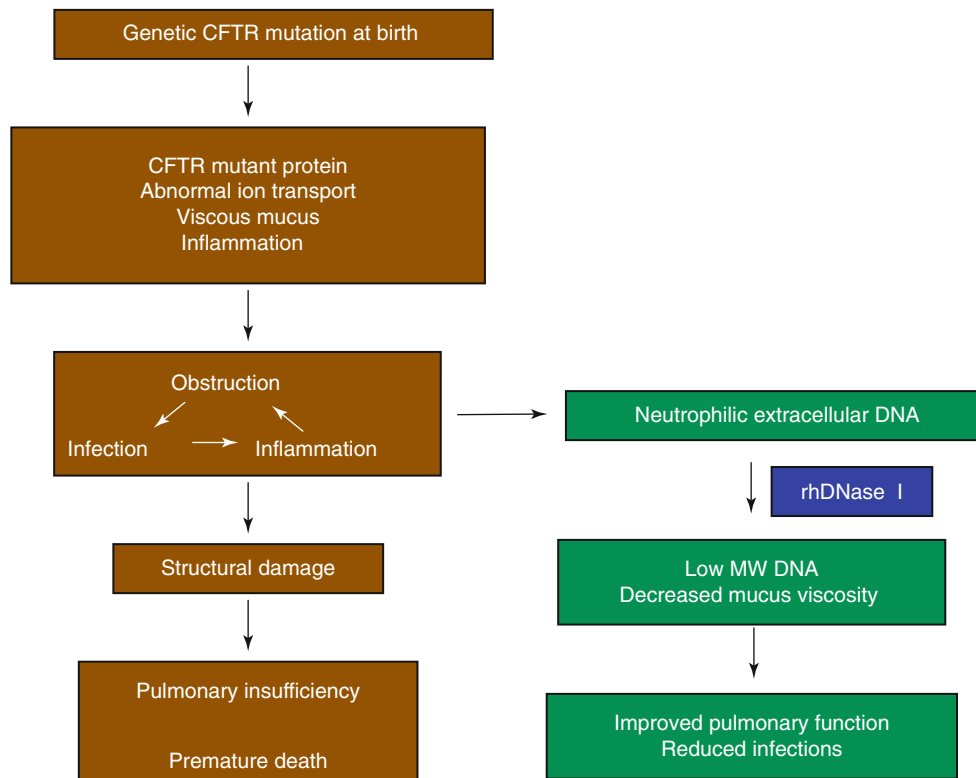 Genetic CFTR mutation at birth
CFTR mutant protein
Abnormal ion transport
Viscous mucus
Inflammation
Obstruction
Infection
Inflammation
Structural damage
Pulmonary insufficiency
Premature death
Neutrophilic extracellular DNA
rhDNase I
Low MW DNA
Decreased mucus viscosity
Improved pulmonary function
Reduced infections